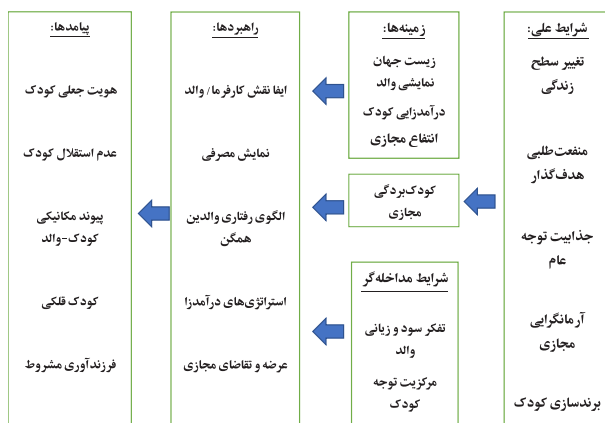 شرایط علی:
تغییر سطح
زندگی
منفعت‌طلبی
هدف‌گذار
جذابیت توجه
عام
آرمانگرایی
مجازی
برندسازی کودک
زمینه‌ها:
زیست جهان
نمایشی والد
درآمدزایی کودک
انتفاع مجازی
کودک‌بردگی
مجازی
شرایط مداخله‌گر
تفکر سود و زیانی
والد
مرکزیت توجه
کودک
راهبردها:
ایفا نقش کارفرما/ والد
نمایش مصرفی
الگوی رفتاری والدین
همگن
استراتژی‌های درآمدزا
عرضه و تقاضای مجازی
پیامدها:
هویت جعلی کودک
عدم استقلال کودک
پیوند مکانیکی
کودک-والد
کودک قلکی
فرزندآوری مشروط